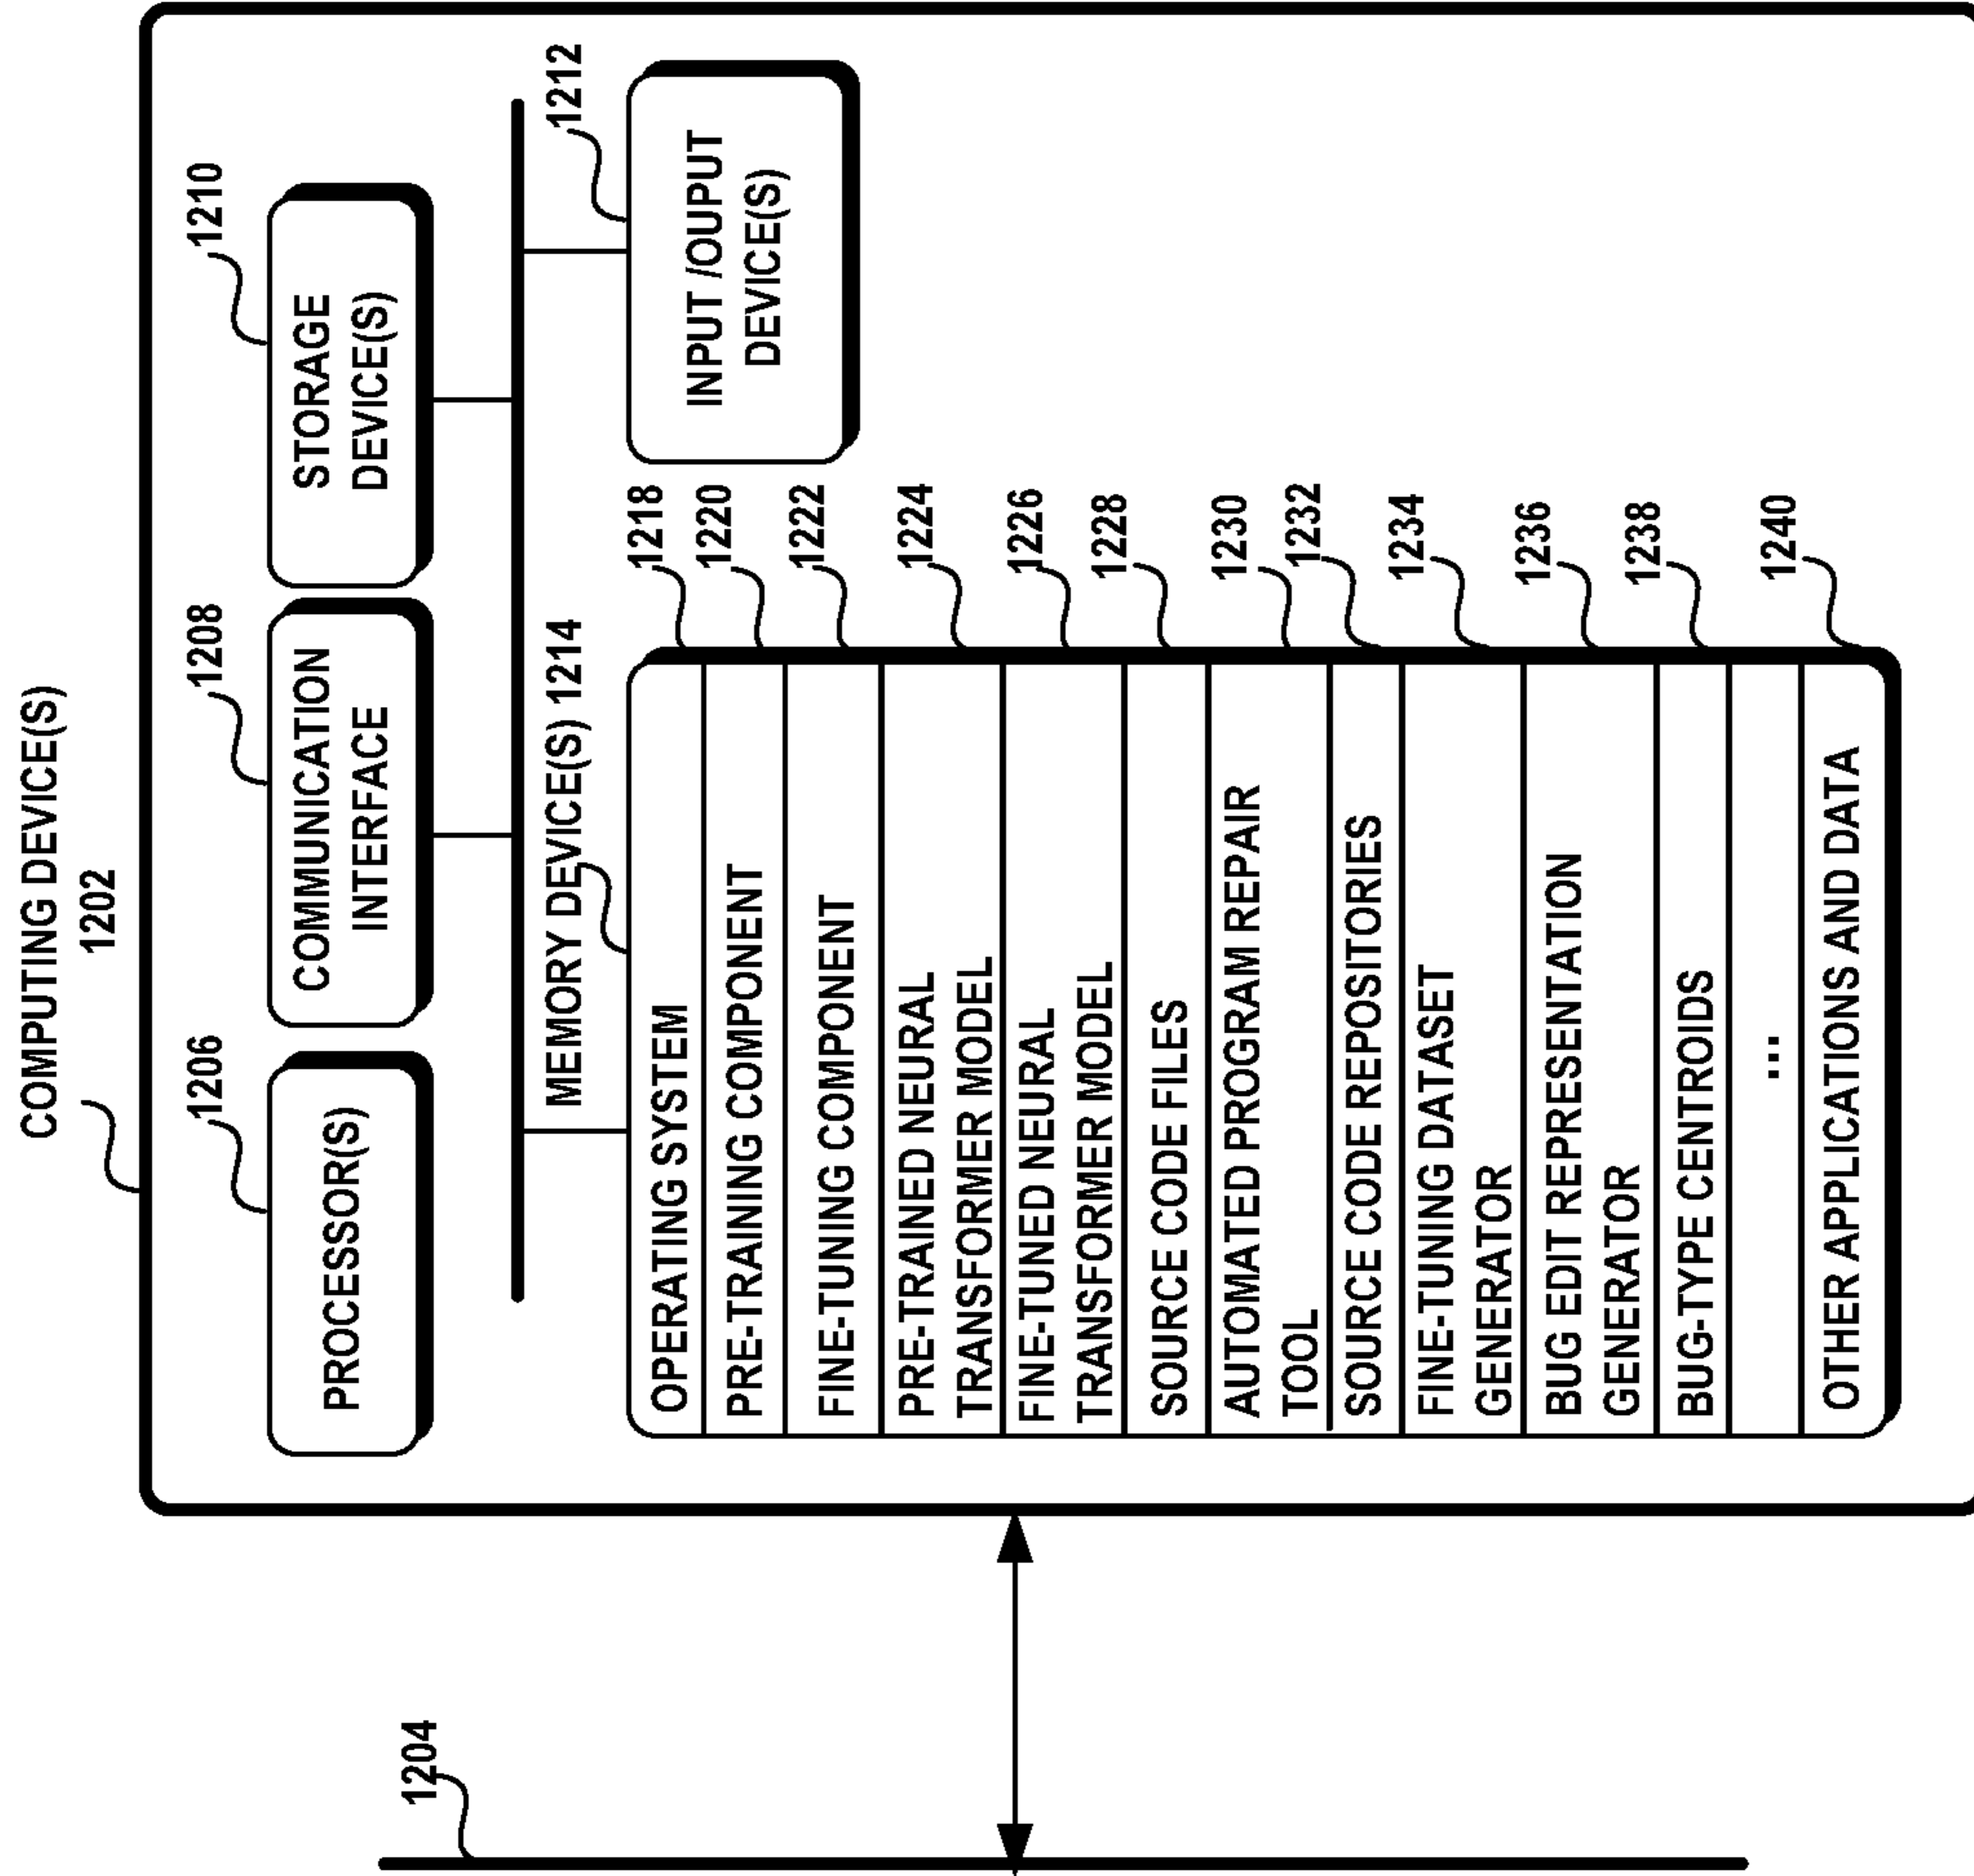 COMPUTING DEVICE(S)
1202
1206
1208
1210
PROCESSOR(S)
COMMUNICATION
INTERFACE
STORAGE
DEVICE(S)
1204
MEMORY DEVICE(S) 1214
1212
INPUT /OUPUT
DEVICE(S)
OPERATING SYSTEM
1218
PRE-TRAINING COMPONENT
1220
FINE-TUNING COMPONENT
1222
PRE-TRAINED NEURAL
TRANSFORMER MODEL
1224
FINE-TUNED NEURAL
TRANSFORMER MODEL
1226
SOURCE CODE FILES
1228
AUTOMATED PROGRAM REPAIR
TOOL
1230
SOURCE CODE REPOSITORIES
1232
FINE-TUNING DATASET
GENERATOR
1234
BUG EDIT REPRESENTATION
GENERATOR
1236
BUG-TYPE CENTROIDS
1238
...
OTHER APPLICATIONS AND DATA
1240